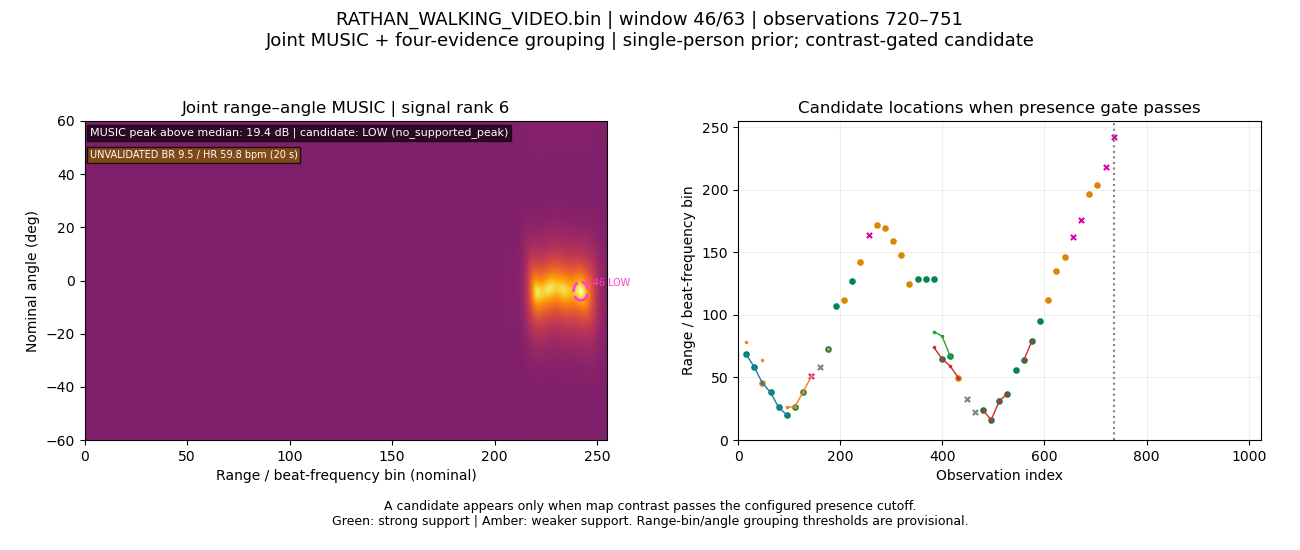 RATHAN_WALKING_VIDEO.bin | window 46/63 | observations 720–751
Joint MUSIC + four-evidence grouping | single-person prior; contrast-gated candidate
Joint range–angle MUSIC | signal rank 6
MUSIC peak above median: 19.4 dB | candidate: LOW (no_supported_peak)
UNVALIDATED BR 9.5 / HR 59.8 bpm (20 s)
60
40
20
0
−20
−40
−60
Nominal angle (deg)
LOW
0
50
100
150
200
250
Range / beat-frequency bin (nominal)
Candidate locations when presence gate passes
250
200
150
100
50
0
Range / beat-frequency bin
0
200
400
600
800
1000
Observation index
A candidate appears only when map contrast passes the configured presence cutoff.
Green: strong support | Amber: weaker support. Range-bin/angle grouping thresholds are provisional.